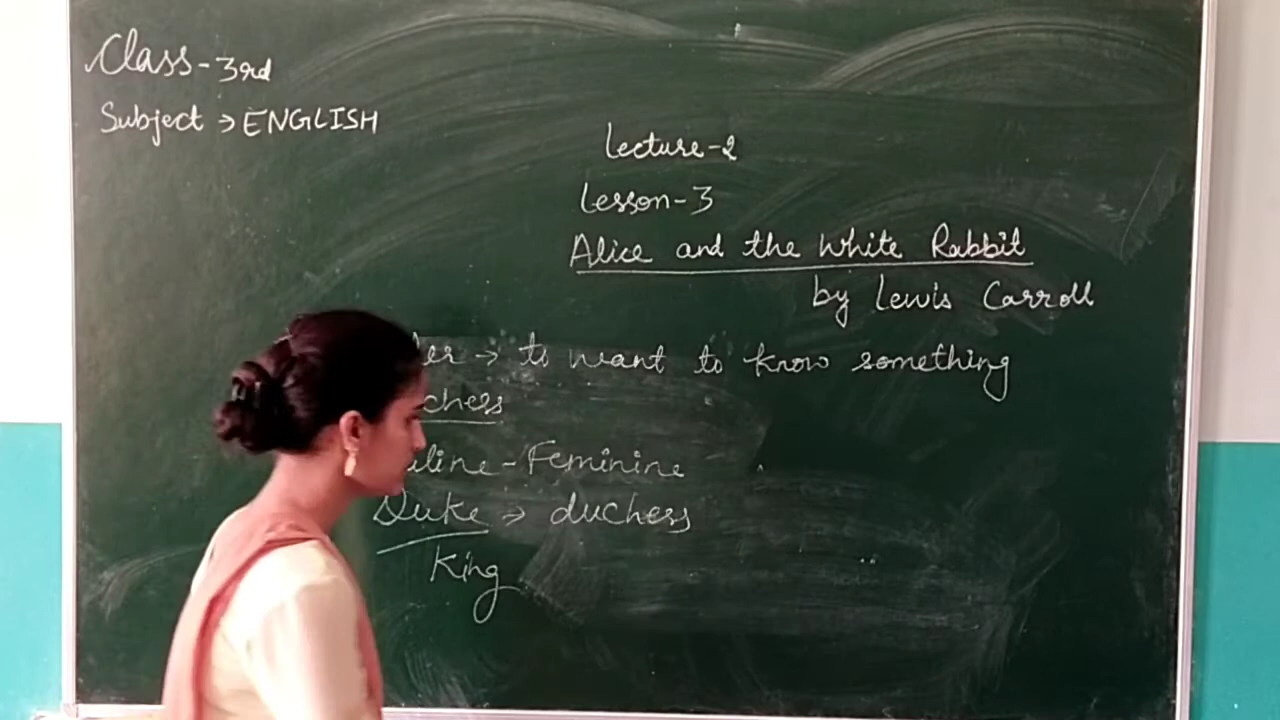 Class-3rd
Subject → ENGLISH
Lecture-2
Lesson-3
Alice and the White Rabbit
by Lewis Carroll
→ to want to know something
Feminine
Duke → duchess
King